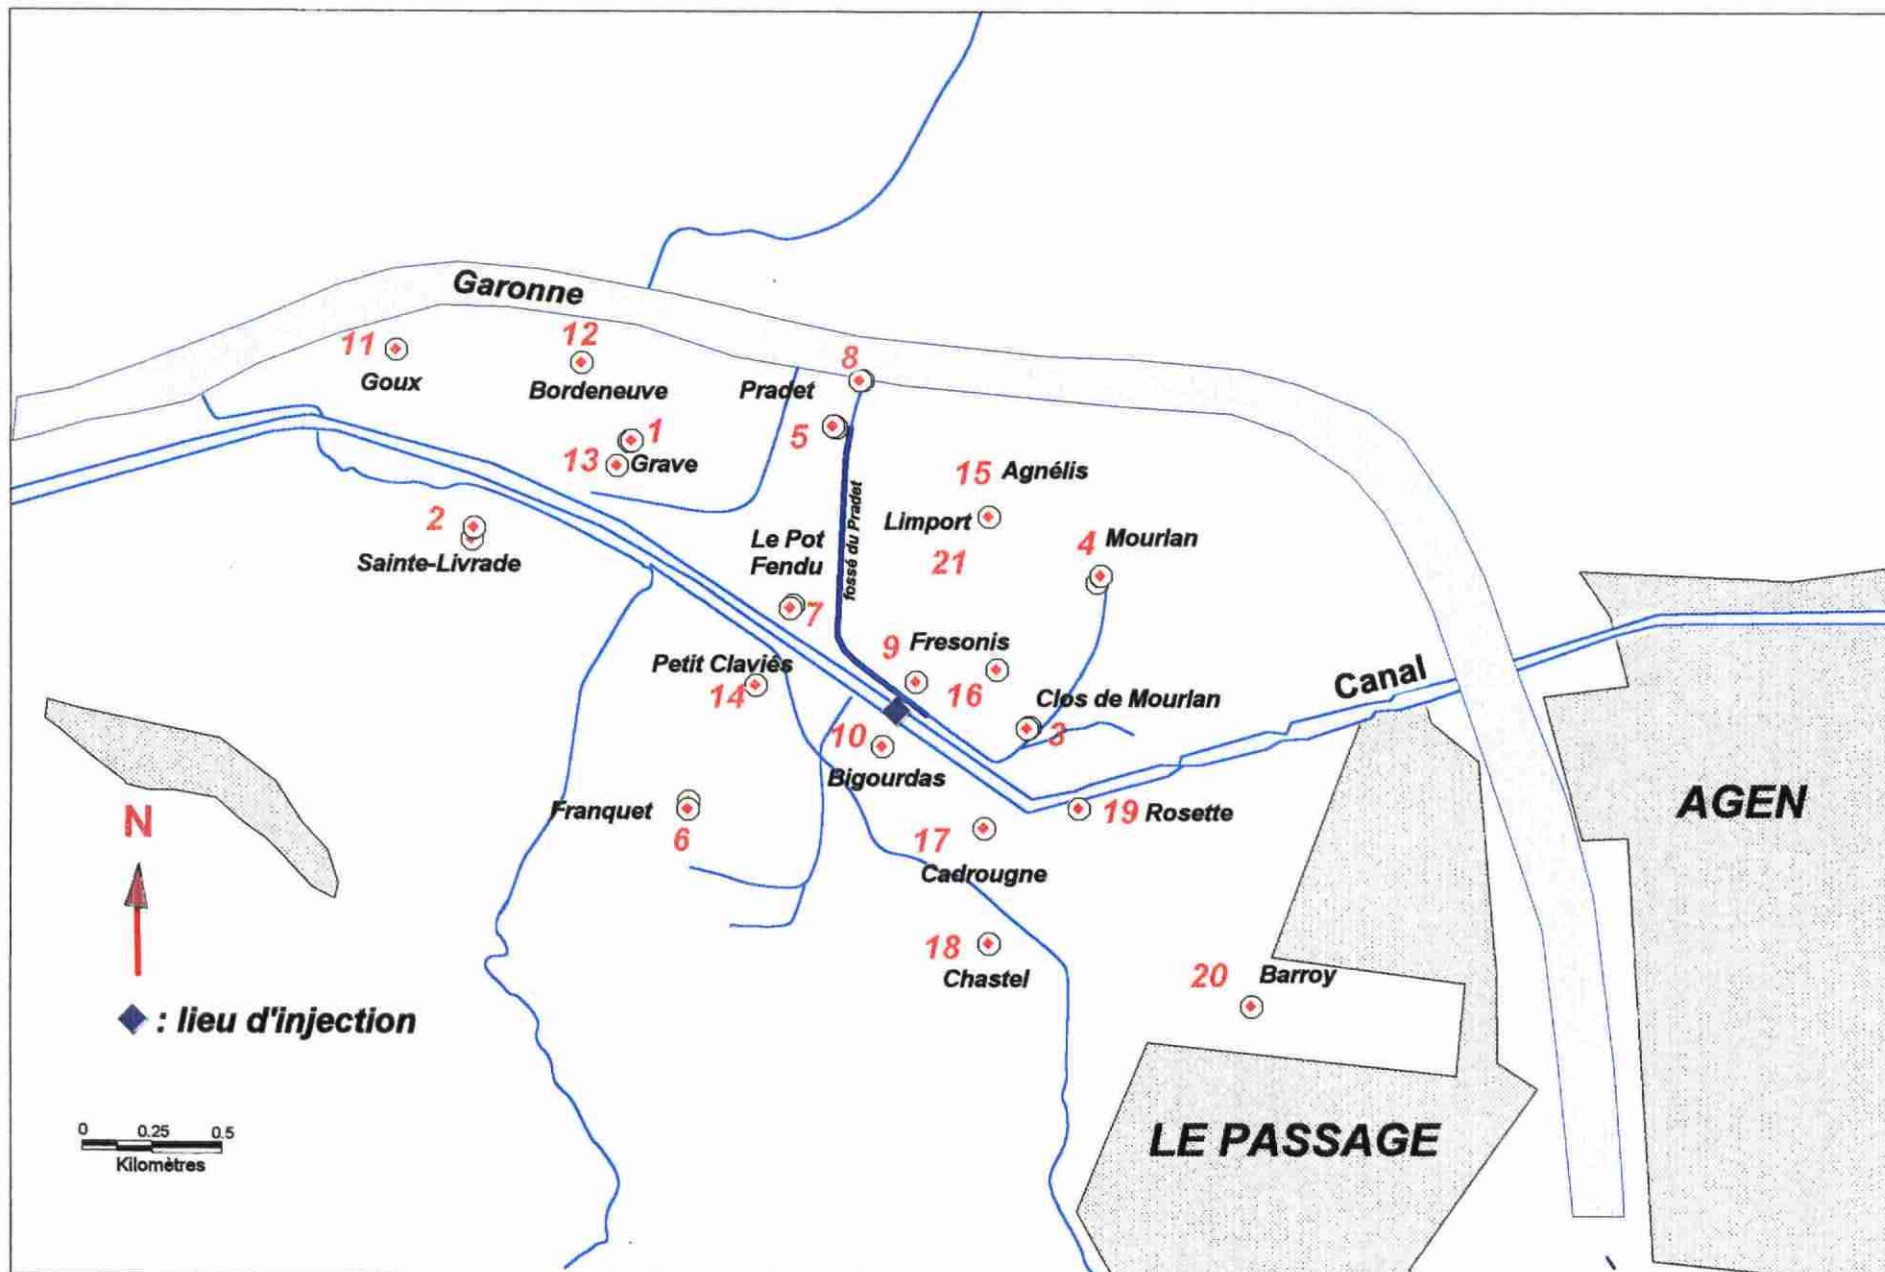 Garonne
12
11
Goux
Bordeneuve
8
Pradet
5
1
13 Grave
15 Agnélis
Limport
21
2
Sainte-Livrade
Le Pot
Fendu
fossé du Pradet
4 Mourlan
7
9 Fresonis
16
Petit Claviés
14
Clos de Mourlan
3
Canal
10
Bigourdas
Franquet
6
19 Rosette
17
Cadrougne
AGEN
N
18
Chastel
20
Barroy
: lieu d'injection
LE PASSAGE
0 0.25 0.5
Kilomètres